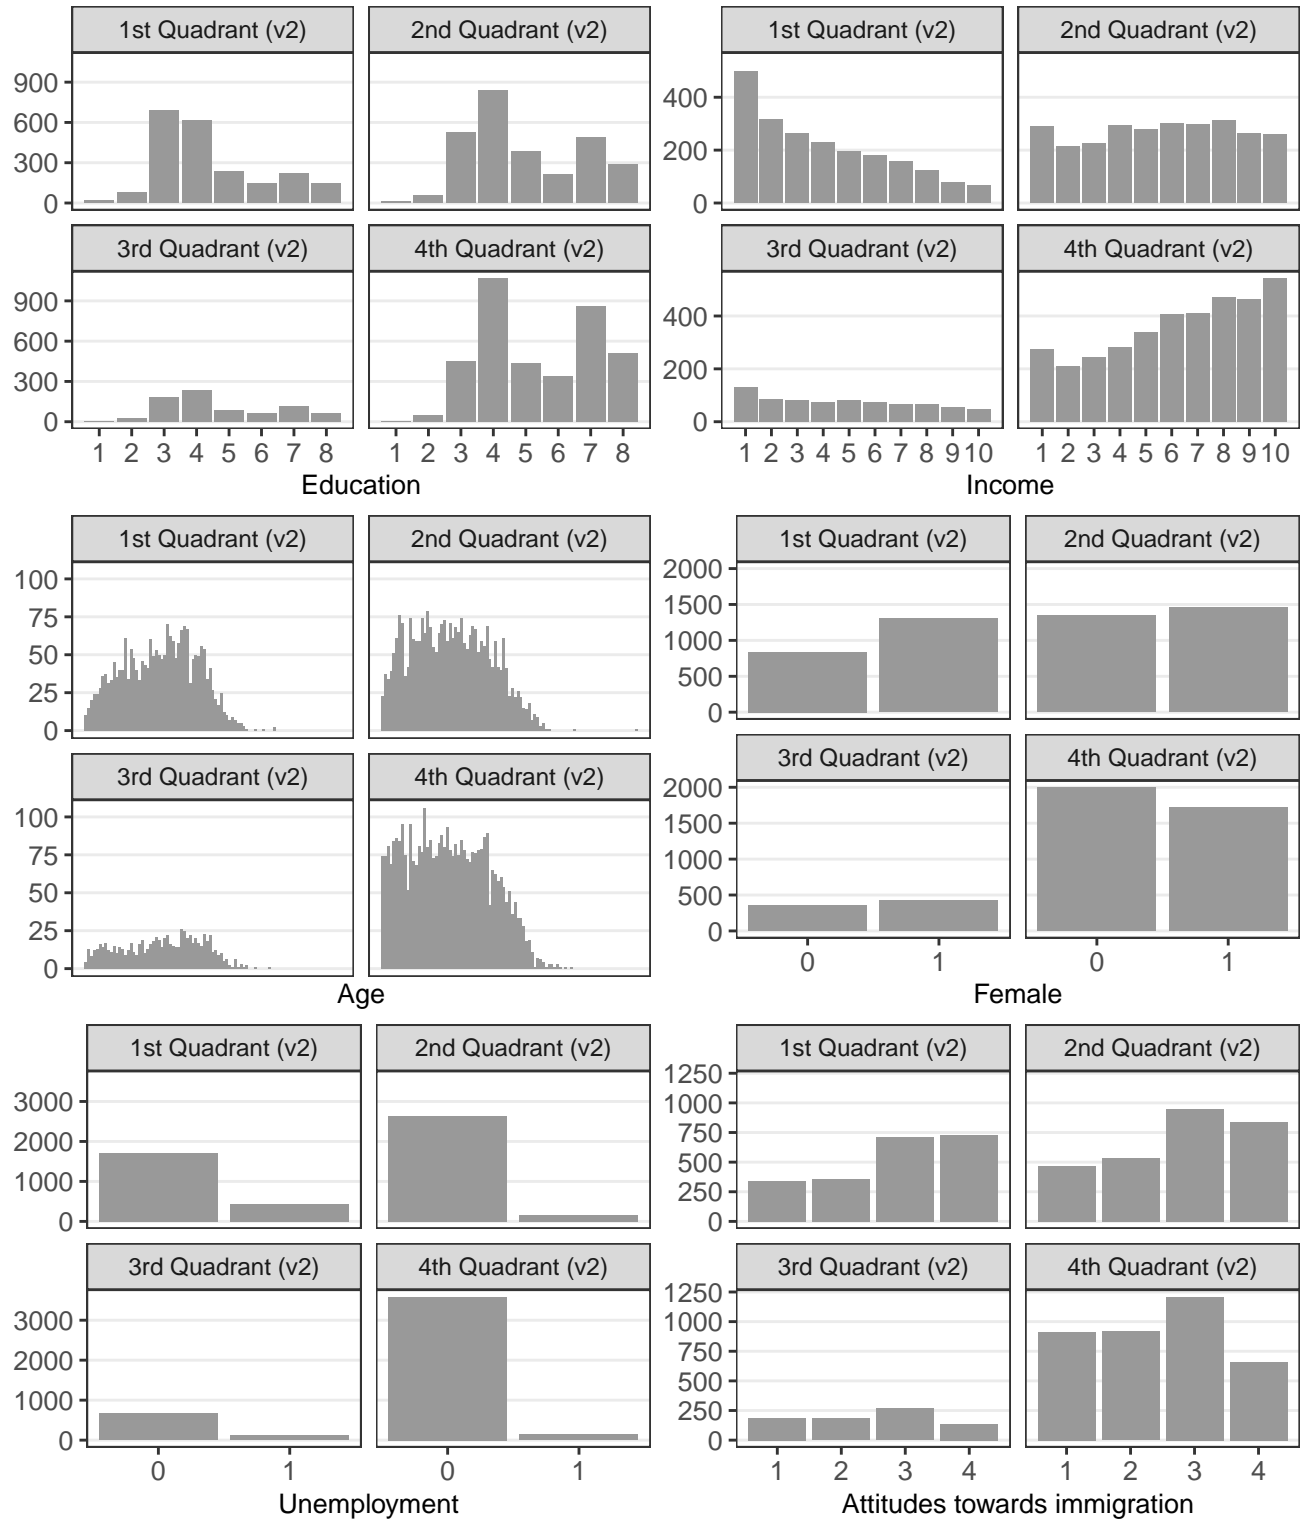 1st Quadrant (v2) 2nd Quadrant (v2)
900
600
300
0
3rd Quadrant (v2) 4th Quadrant (v2)
900
600
300
0
1 2 3 4 5 6 7 8 1 2 3 4 5 6 7 8
Education
1st Quadrant (v2) 2nd Quadrant (v2)
400
200
0
3rd Quadrant (v2) 4th Quadrant (v2)
400
200
0
1 2 3 4 5 6 7 8 9 10 1 2 3 4 5 6 7 8 9 10
Income
1st Quadrant (v2) 2nd Quadrant (v2)
100
75
50
25
0
3rd Quadrant (v2) 4th Quadrant (v2)
100
75
50
25
0
Age
1st Quadrant (v2) 2nd Quadrant (v2)
2000
1500
1000
500
0
3rd Quadrant (v2) 4th Quadrant (v2)
2000
1500
1000
500
0
0 1 0 1
Female
1st Quadrant (v2) 2nd Quadrant (v2)
3000
2000
1000
0
3rd Quadrant (v2) 4th Quadrant (v2)
3000
2000
1000
0
0 1 0 1
Unemployment
1st Quadrant (v2) 2nd Quadrant (v2)
1250
1000
750
500
250
0
3rd Quadrant (v2) 4th Quadrant (v2)
1250
1000
750
500
250
0
1 2 3 4 1 2 3 4
Attitudes towards immigration